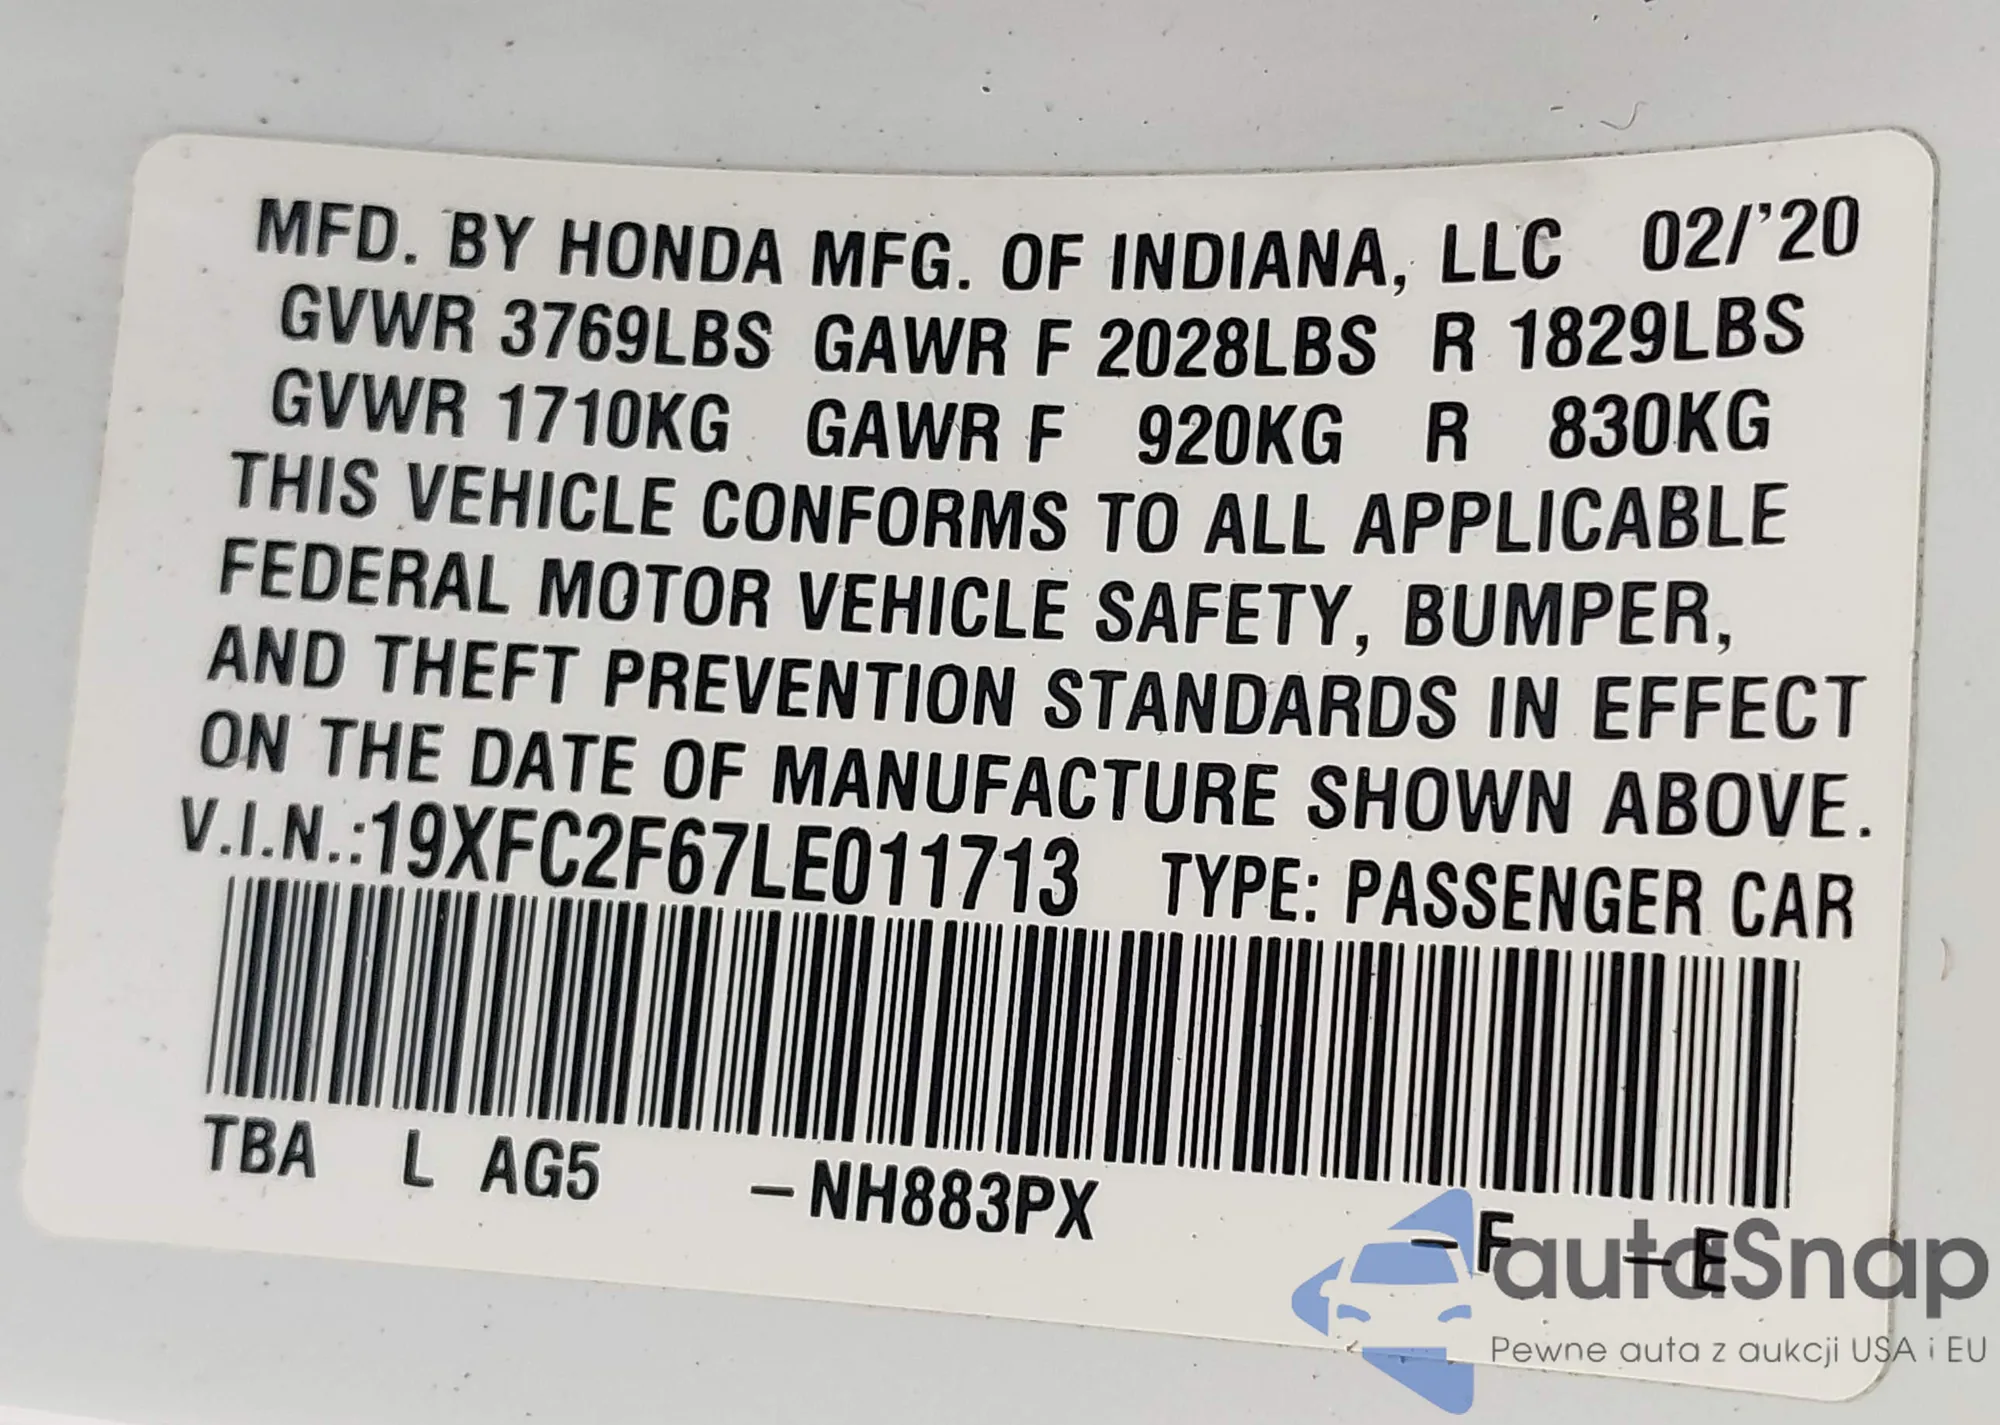 MFD. BY HONDA MFG. OF INDIANA, LLC 02/'20
GVWR 3769LBS GAWR F 2028LBS R 1829LBS
GVWR 1710KG GAWR F 920KG R 830KG
THIS VEHICLE CONFORMS TO ALL APPLICABLE
FEDERAL MOTOR VEHICLE SAFETY, BUMPER,
AND THEFT PREVENTION STANDARDS IN EFFECT
ON THE DATE OF MANUFACTURE SHOWN ABOVE.
V.I.N.:19XFC2F67LE011713 TYPE: PASSENGER CAR
TBA L AG5 -NH883PX -F -E
autaSnap
Pewne auta z aukcji USA i EU